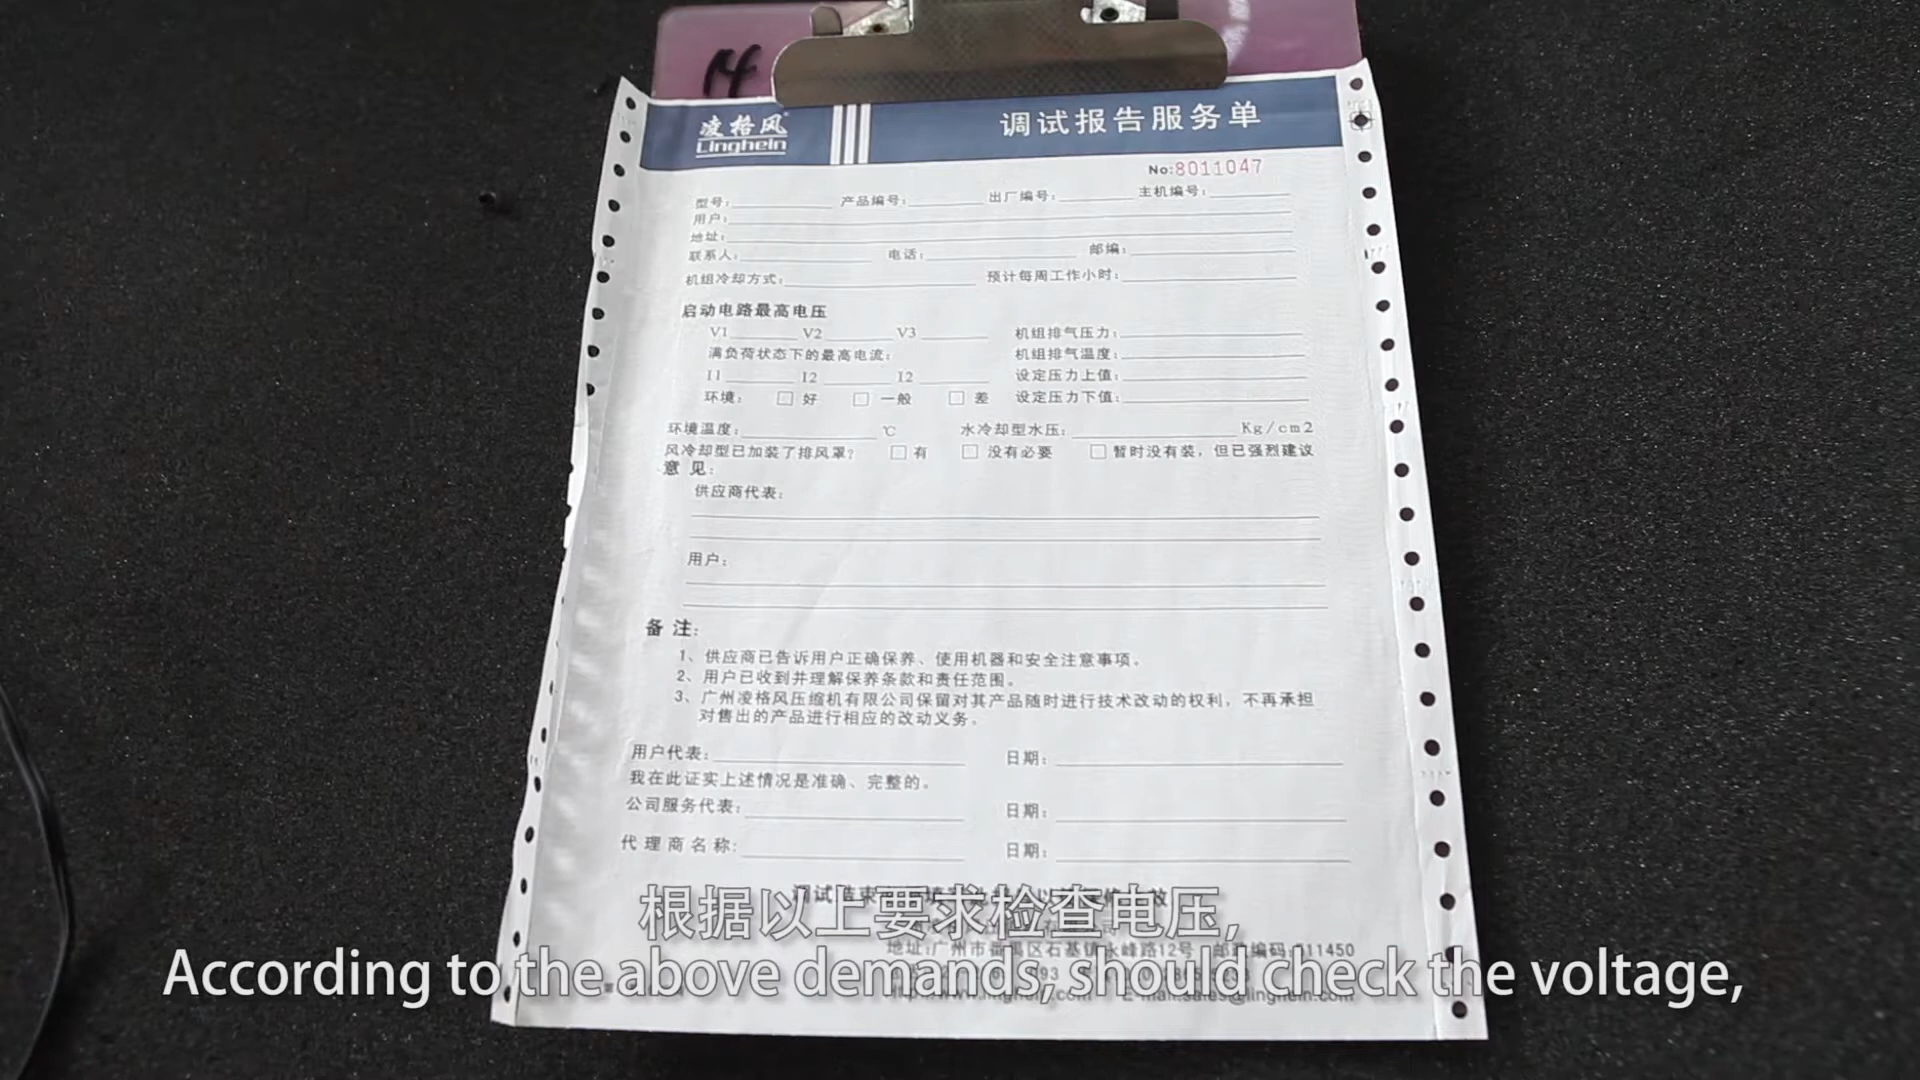 14
凌格风
Linghein
调试报告服务单
No:8011047
型号: 产品编号: 出厂编号: 主机编号:
用户:
地址:
联系人: 电话: 邮编:
机组冷却方式: 预计每周工作小时:
启动电路最高电压
V1 V2 V3 机组排气压力:
满负荷状态下的最高电流: 机组排气温度:
I1 I2 I2 设定压力上值:
环境: □ 好 □ 一般 □ 差 设定压力下值:
环境温度: ℃ 水冷却型水压: Kg/cm2
风冷却型已加装了排风罩? □ 有 □ 没有必要 □ 暂时没有装，但已强烈建议
意 见:
供应商代表:
用户:
备 注:
1、供应商已告诉用户正确保养、使用机器和安全注意事项。
2、用户已收到并理解保养条款和责任范围。
3、广州凌格风压缩机有限公司保留对其产品随时进行技术改动的权利，不再承担
对售出的产品进行相应的改动义务。
用户代表: 日期:
我在此证实上述情况是准确、完整的。
公司服务代表: 日期:
代理商名称: 日期:
调试结束
根据以上要求检查电压,
地址:广州市番禺区石基镇永峰路12号 邮政编码:511450
According to the above demands, should check the voltage,
http://www.linghein.com E-mail:sales@linghein.com